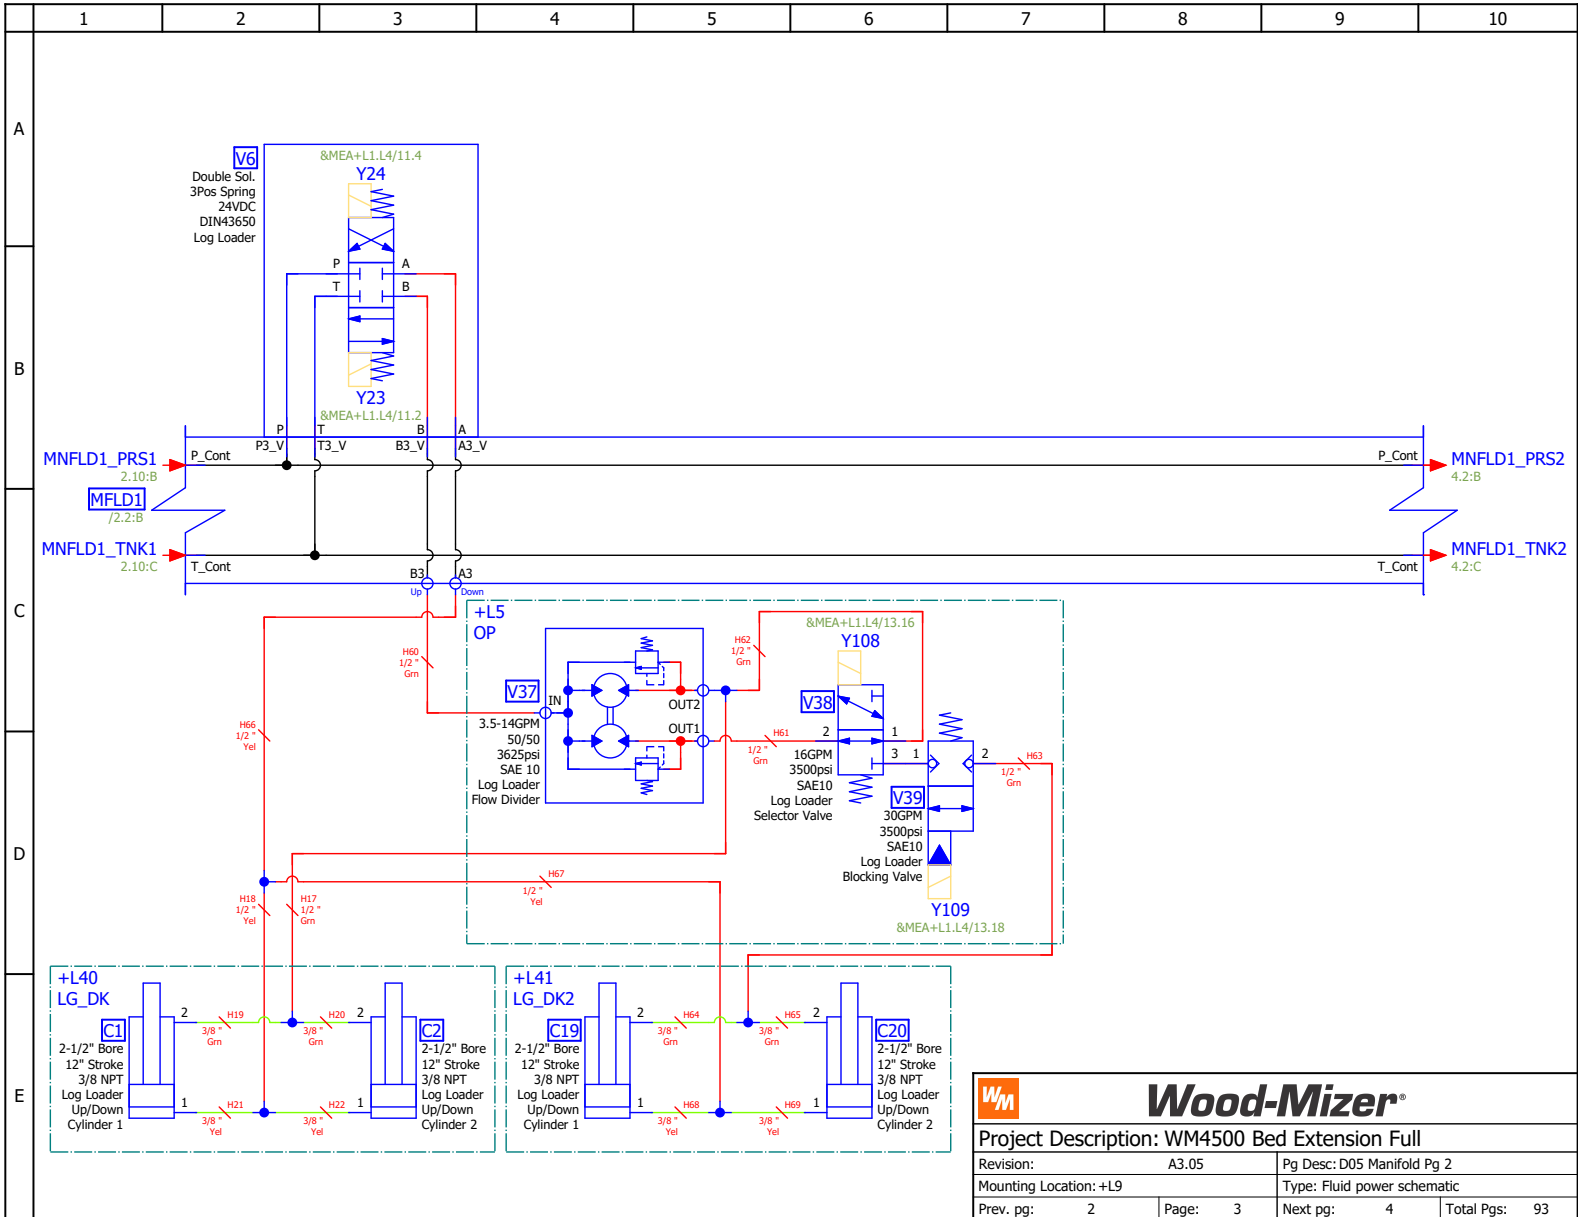 1 2 3 4 5 6 7 8 9 10
A
B
C
D
E
V6
Double Sol.
3Pos Spring
24VDC
DIN43650
Log Loader
&MEA+L1.L4/11.4
Y24
P
A
T
B
Y23
&MEA+L1.L4/11.2
P T B A
P3_V T3_V B3_V A3_V
MNFLD1_PRS1
2.10:B
P_Cont
P_Cont
MNFLD1_PRS2
4.2:B
MFLD1
/2.2:B
MNFLD1_TNK1
2.10:C
T_Cont
T_Cont
MNFLD1_TNK2
4.2:C
B3 A3
Up Down
+L5
OP
H60
1/2 "
Grn
V37
IN
3.5-14GPM
50/50
3625psi
SAE 10
Log Loader
Flow Divider
OUT2
OUT1
H62
1/2 "
Grn
H61
1/2 "
Grn
&MEA+L1.L4/13.16
Y108
V38
2 1
3 1
2
16GPM
3500psi
SAE10
Log Loader
Selector Valve
V39
30GPM
3500psi
SAE10
Log Loader
Blocking Valve
Y109
&MEA+L1.L4/13.18
H63
1/2 "
Grn
H66
1/2 "
Yel
H67
1/2 "
Yel
H18
1/2 "
Yel
H17
1/2 "
Grn
+L40
LG_DK
C1
2-1/2" Bore
12" Stroke
3/8 NPT
Log Loader
Up/Down
Cylinder 1
2
H19
3/8 "
Grn
H20
3/8 "
Grn
2
1
H21
3/8 "
Yel
H22
3/8 "
Yel
1
C2
2-1/2" Bore
12" Stroke
3/8 NPT
Log Loader
Up/Down
Cylinder 2
+L41
LG_DK2
C19
2-1/2" Bore
12" Stroke
3/8 NPT
Log Loader
Up/Down
Cylinder 1
2
H64
3/8 "
Grn
H65
3/8 "
Grn
2
1
H68
3/8 "
Yel
H69
3/8 "
Yel
1
C20
2-1/2" Bore
12" Stroke
3/8 NPT
Log Loader
Up/Down
Cylinder 2
WM
Wood-Mizer®
Project Description: WM4500 Bed Extension Full
Revision: A3.05 Pg Desc: D05 Manifold Pg 2
Mounting Location: +L9 Type: Fluid power schematic
Prev. pg: 2 Page: 3 Next pg: 4 Total Pgs: 93